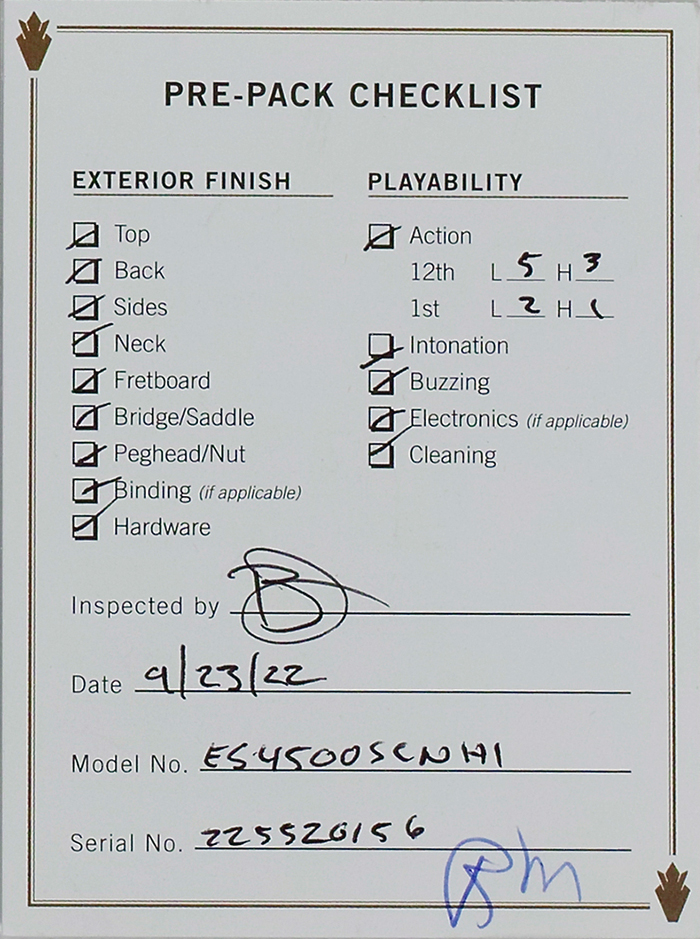 PRE-PACK CHECKLIST
EXTERIOR FINISH
Top
Back
Sides
Neck
Fretboard
Bridge/Saddle
Peghead/Nut
Binding (if applicable)
Hardware
PLAYABILITY
Action
12th L 5 H 3
1st L 2 H 1
Intonation
Buzzing
Electronics (if applicable)
Cleaning
Inspected by B
Date 9/23/22
Model No. ES4500SCNH1
Serial No. 225520156